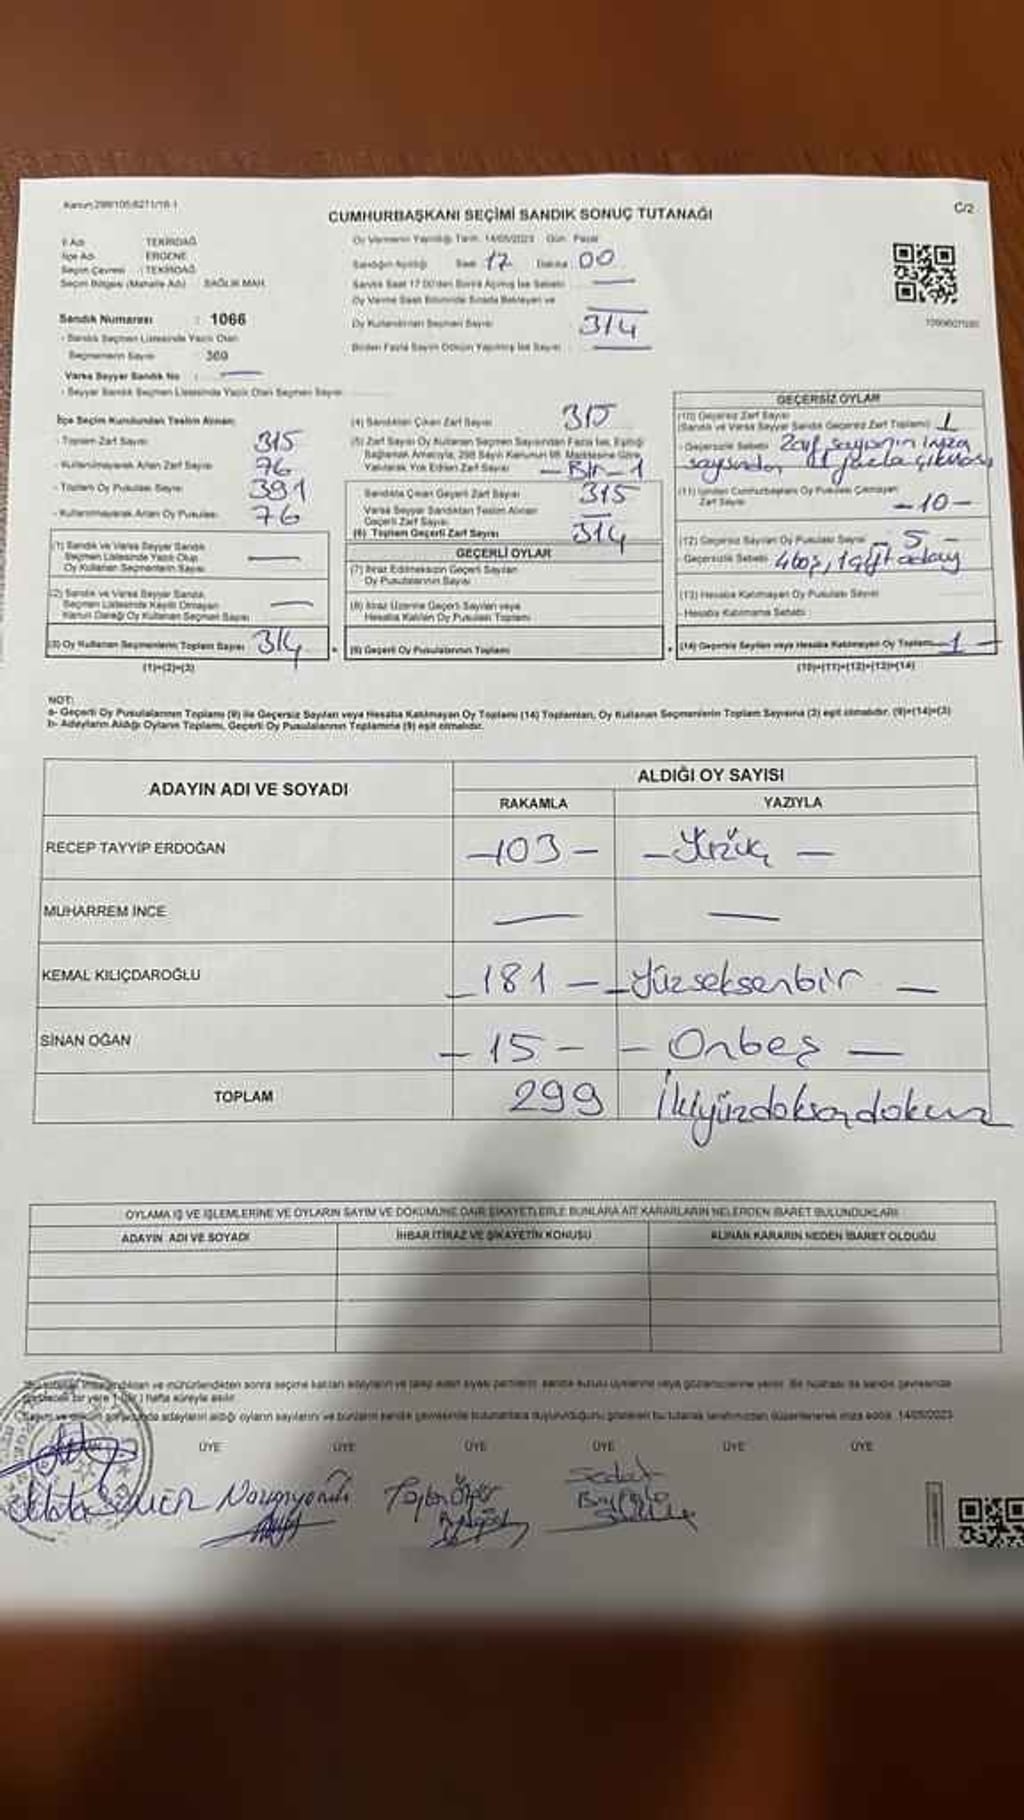 Kanun:298/105;6271/16-1
C/2
CUMHURBAŞKANI SEÇİMİ SANDIK SONUÇ TUTANAĞI
İl Adı TEKİRDAĞ
İlçe Adı ERGENE
Seçim Çevresi : TEKİRDAĞ
Seçim Bölgesi (Mahalle Adı) SAĞLIK MAH.
Sandık Numarası : 1066
- Sandık Seçmen Listesinde Yazılı Olan
Seçmenlerin Sayısı 369
Varsa Seyyar Sandık No : —
- Seyyar Sandık Seçmen Listesinde Yazılı Olan Seçmen Sayısı
Oy Vermenin Yapıldığı Tarih: 14/05/2023 Gün: Pazar
Sandığın Açıldığı Saat 17 Dakika 00
Sandık Saat 17.00'den Sonra Açılmış İse Sebebi —
Oy Verme Saati Bitiminde Sırada Bekleyen ve
Oy Kullandırılan Seçmen Sayısı 314
Birden Fazla Sayım Döküm Yapılmış İse Sayısı —
İlçe Seçim Kurulundan Teslim Alınan:
- Toplam Zarf Sayısı 315
- Kullanılmayarak Artan Zarf Sayısı 76
- Toplam Oy Pusulası Sayısı 391
- Kullanılmayarak Artan Oy Pusulası 76
(1) Sandık ve Varsa Seyyar Sandık
Seçmen Listesinde Yazılı Olup
Oy Kullanan Seçmenlerin Sayısı —
(2) Sandık ve Varsa Seyyar Sandık
Seçmen Listesinde Kayıtlı Olmayan
Kanun Gereği Oy Kullanan Seçmen Sayısı —
(3) Oy Kullanan Seçmenlerin Toplam Sayısı 314
(1)+(2)=(3)
(4) Sandıktan Çıkan Zarf Sayısı 315
(5) Zarf Sayısı Oy Kullanan Seçmen Sayısından Fazla İse, Eşitliği
Sağlamak Amacıyla, 298 Sayılı Kanunun 98. Maddesine Göre
Yakılarak Yok Edilen Zarf Sayısı — Bir — 1
Sandıkta Çıkan Geçerli Zarf Sayısı 315
Varsa Seyyar Sandıktan Teslim Alınan
Geçerli Zarf Sayısı —
(6) Toplam Geçerli Zarf Sayısı 314
GEÇERLİ OYLAR
(7) İtiraz Edilmeksizin Geçerli Sayılan
Oy Pusulasının Sayısı
(8) İtiraz Üzerine Geçerli Sayılan veya
Hesaba Katılan Oy Pusulası Toplamı
(9) Geçerli Oy Pusulalarının Toplamı
GEÇERSİZ OYLAR
(10) Geçersiz Zarf Sayısı
(Sandık ve Varsa Seyyar Sandık Geçersiz Zarf Toplamı) 1
- Geçersizlik Sebebi Zarf sayısının imza
sayısından 01 fazla çıkması
(11) İçinden Cumhurbaşkanı Oy Pusulası Çıkmayan
Zarf Sayısı -10-
(12) Geçersiz Sayılan Oy Pusulası Sayısı - 5 -
- Geçersizlik Sebebi 4 boş, 1 çift aday
(13) Hesaba Katılmayan Oy Pusulası Sayısı
- Hesaba Katılmama Sebebi
(14) Geçersiz Sayılan veya Hesaba Katılmayan Oy Toplamı 1 —
(10)+(11)+(12)+(13)=(14)
NOT:
a- Geçerli Oy Pusulalarının Toplamı (9) ile Geçersiz Sayılan veya Hesaba Katılmayan Oy Toplamı (14) Toplamları, Oy Kullanan Seçmenlerin Toplam Sayısına (3) eşit olmalıdır. (9)+(14)=(3)
b- Adayların Aldığı Oyların Toplamı, Geçerli Oy Pusulalarının Toplamına (9) eşit olmalıdır.
ADAYIN ADI VE SOYADI
ALDIĞI OY SAYISI
RAKAMLA YAZIYLA
RECEP TAYYİP ERDOĞAN -103- - Yüzüç -
MUHARREM İNCE — —
KEMAL KILIÇDAROĞLU - 181 - - Yüzseksenbir -
SİNAN OĞAN - 15 - - Onbeş -
TOPLAM 299 İkiyüzdoksandokuz
OYLAMA İŞ VE İŞLEMLERİNE VE OYLARIN SAYIM VE DÖKÜMÜNE DAİR ŞİKAYETLERLE BUNLARA AİT KARARLARIN NELERDEN İBARET BULUNDUKLARI
ADAYIN ADI VE SOYADI İHBAR İTİRAZ VE ŞİKAYETİN KONUSU ALINAN KARARIN NEDEN İBARET OLDUĞU
ve mühürlendikten sonra seçime katılan adayların ve talep eden siyasi partilerin sandık kurulu üyelerine veya gözlemcilerine verilir. Bir nüshası da sandık çevresinde
bir yere 1 (bir) hafta süreyle asılır.
adayların aldığı oyların sayılarını ve bunların sandık çevresinde bulunanlara duyurulduğunu gösteren bu tutanak tarafımızdan düzenlenerek imza edildi. 14/05/2023
ÜYE ÜYE ÜYE ÜYE ÜYE ÜYE
Sedat